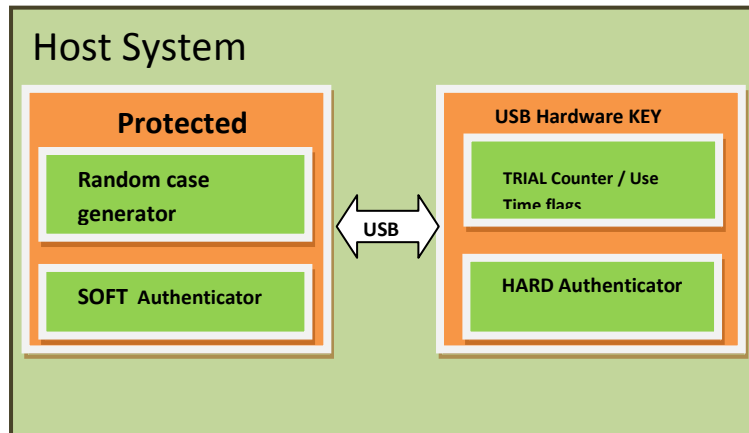 Host System
Protected
Random case
generator
SOFT Authenticator
USB
USB Hardware KEY
TRIAL Counter / Use
Time flags
HARD Authenticator